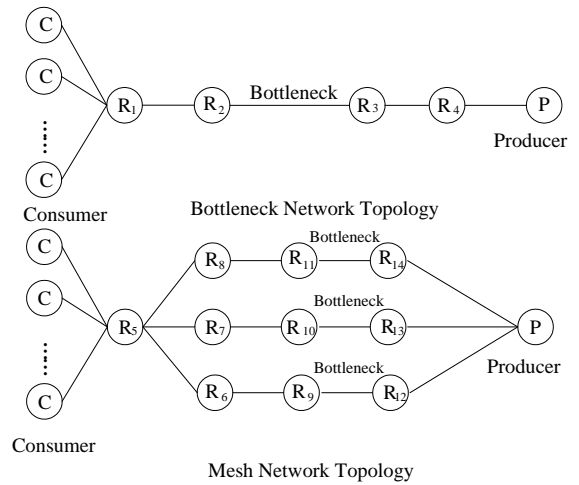 C
C
R1 R2 Bottleneck R3 R4 P
Producer
C
Consumer
Bottleneck Network Topology
C
Bottleneck
R8 R11 R14
C
Bottleneck
R5 R7 R10 R13 P
Producer
Bottleneck
C R6 R9 R12
Consumer
Mesh Network Topology